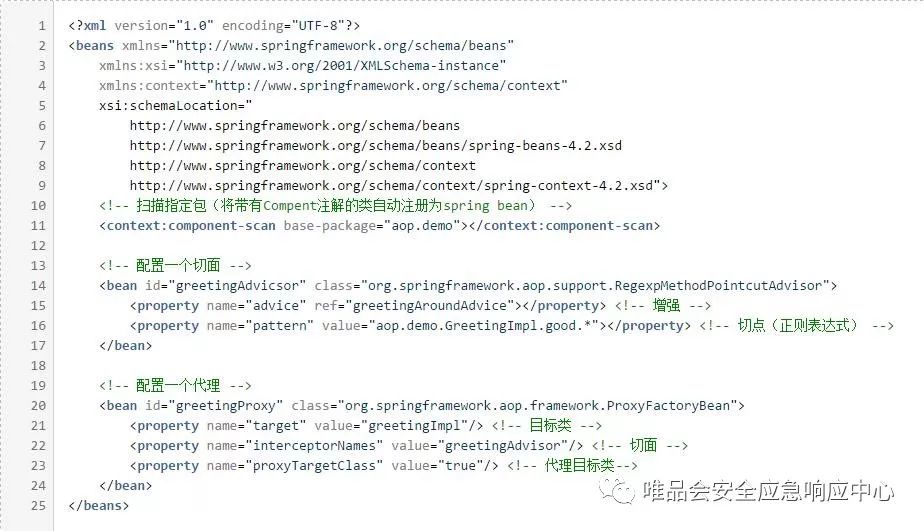 1 <?xml version="1.0" encoding="UTF-8"?>
2 <beans xmlns="http://www.springframework.org/schema/beans"
3 xmlns:xsi="http://www.w3.org/2001/XMLSchema-instance"
4 xmlns:context="http://www.springframework.org/schema/context"
5 xsi:schemaLocation="
6 http://www.springframework.org/schema/beans
7 http://www.springframework.org/schema/beans/spring-beans-4.2.xsd
8 http://www.springframework.org/schema/context
9 http://www.springframework.org/schema/context/spring-context-4.2.xsd">
10 <!-- 扫描指定包（将带有Compent注解的类自动注册为spring bean） -->
11 <context:component-scan base-package="aop.demo"></context:component-scan>
12
13 <!-- 配置一个切面 -->
14 <bean id="greetingAdvicsor" class="org.springframework.aop.support.RegexpMethodPointcutAdvisor">
15 <property name="advice" ref="greetingAroundAdvice"></property> <!-- 增强 -->
16 <property name="pattern" value="aop.demo.GreetingImpl.good.*"></property> <!-- 切点（正则表达式） -->
17 </bean>
18
19 <!-- 配置一个代理 -->
20 <bean id="greetingProxy" class="org.springframework.aop.framework.ProxyFactoryBean">
21 <property name="target" value="greetingImpl"/> <!-- 目标类 -->
22 <property name="interceptorNames" value="greetingAdvisor"/> <!-- 切面 -->
23 <property name="proxyTargetClass" value="true"/> <!-- 代理目标类-->
24 </bean>
25 </beans>
唯品会安全应急响应中心